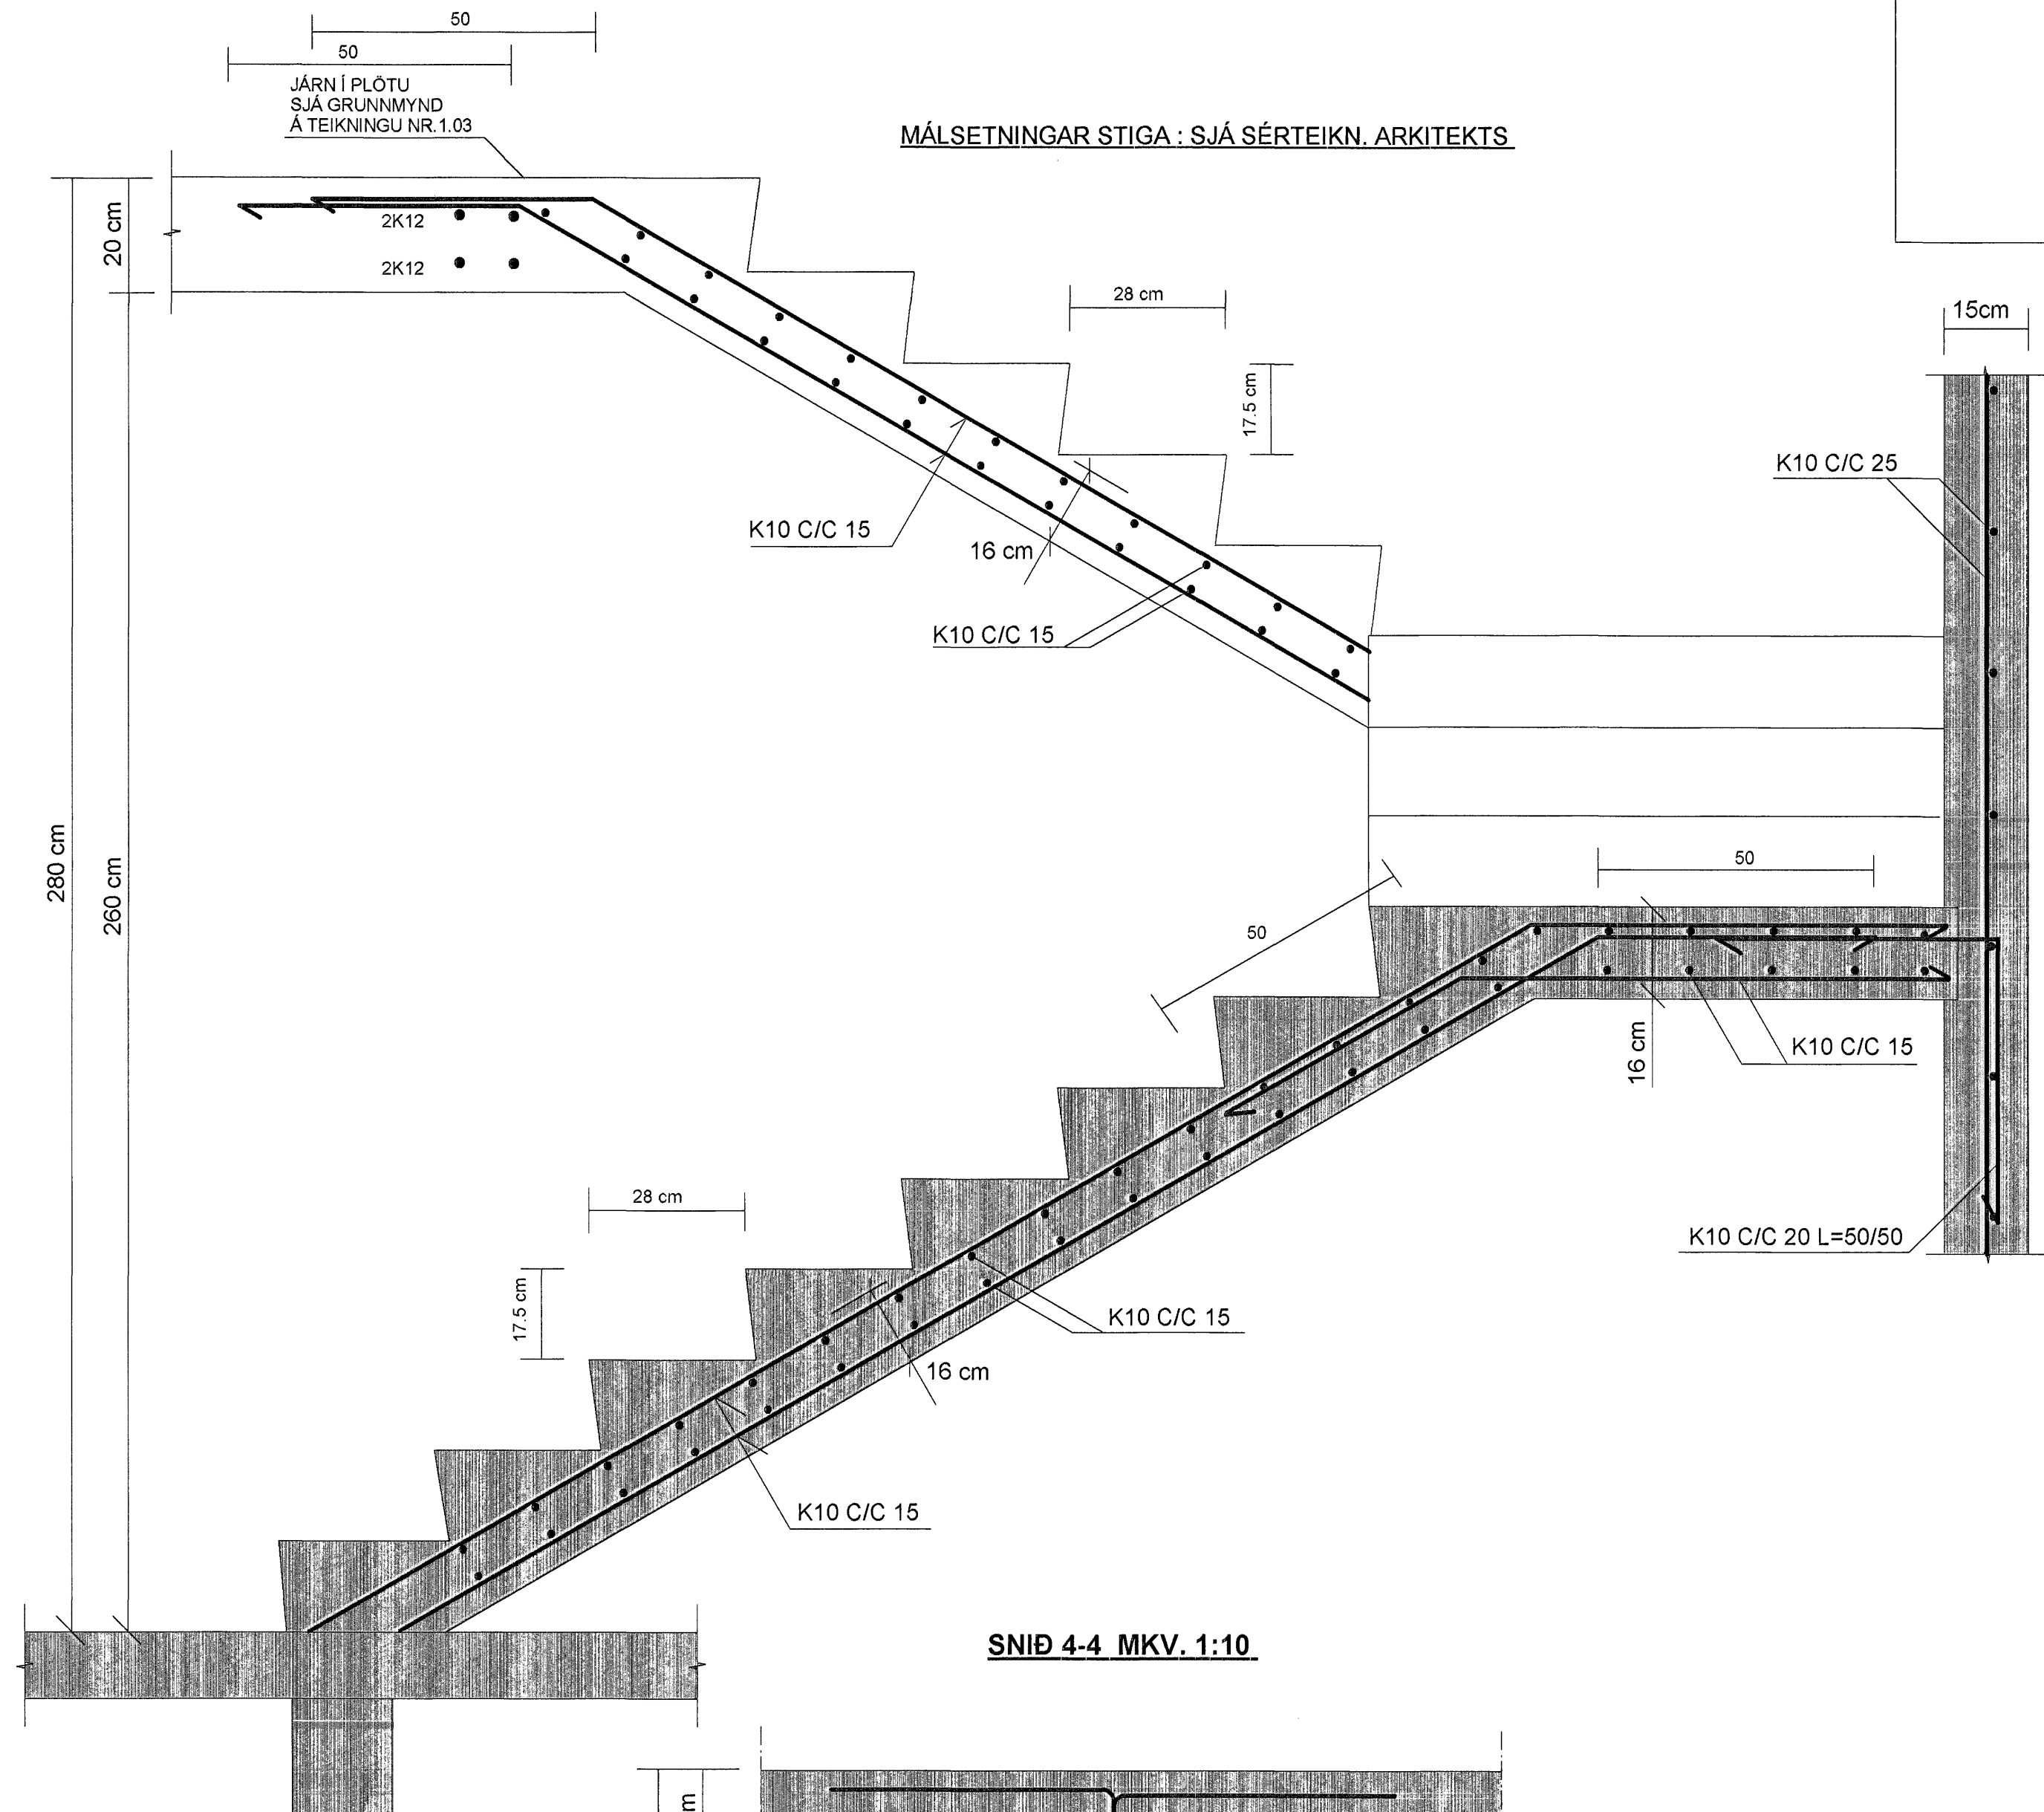 50
50
JÁRN Í PLÖTU
SJÁ GRUNNMYND
Á TEIKNINGU NR.1.03
MÁLSETNINGAR STIGA : SJÁ SÉRTEIKN. ARKITEKTS
20 cm
2K12
2K12
28 cm
15cm
17.5 cm
K10 C/C 25
K10 C/C 15
16 cm
K10 C/C 15
280 cm
260 cm
50
50
16 cm
K10 C/C 15
28 cm
K10 C/C 20 L=50/50
17.5 cm
K10 C/C 15
16 cm
K10 C/C 15
SNIÐ 4-4 MKV. 1:10
m